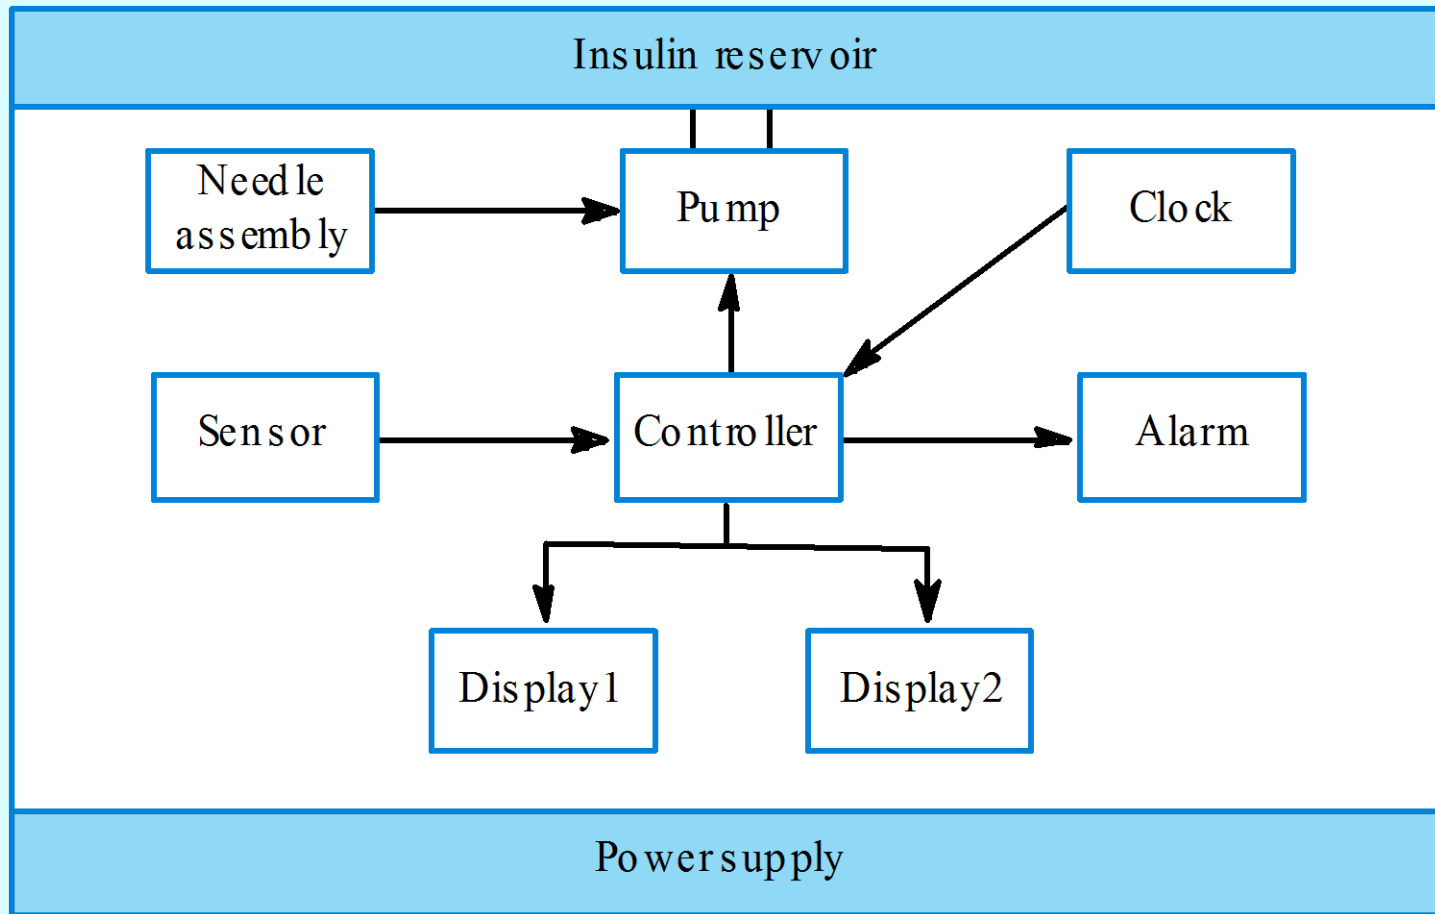 Insulin reservoir
Needle
assembly
Pump
Clock
Sensor
Controller
Alarm
Display1
Display2
Power supply